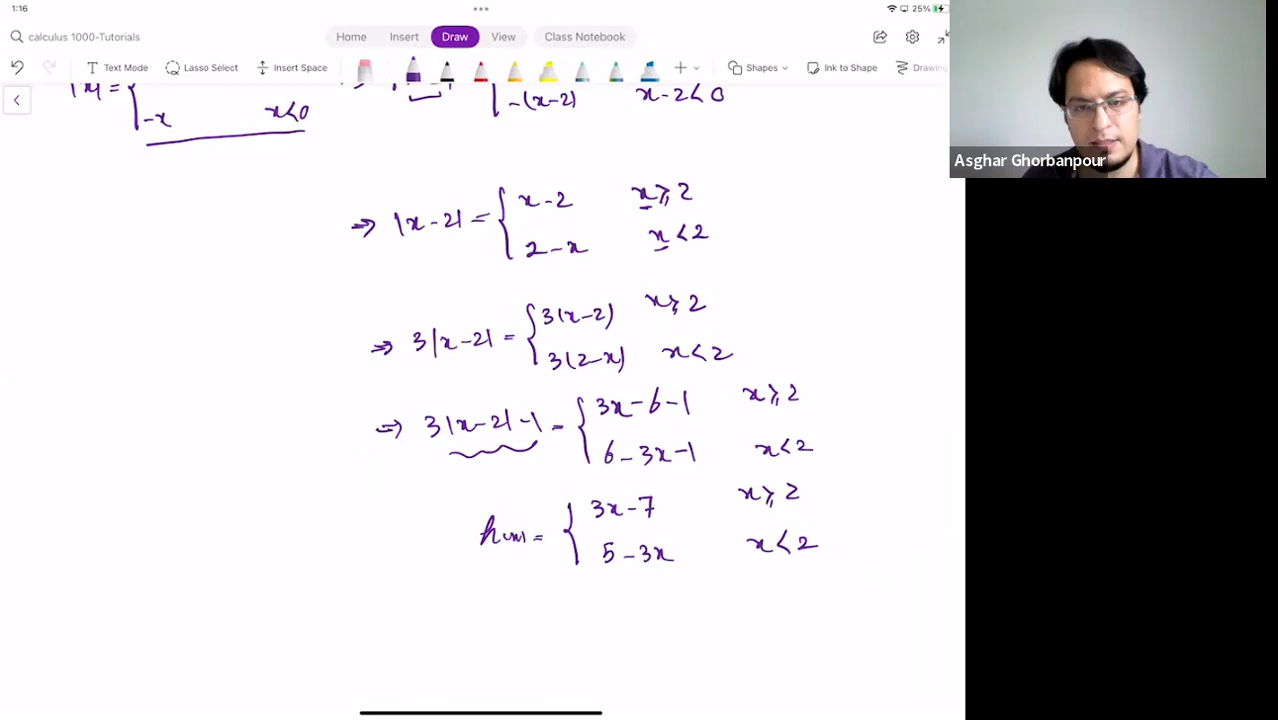 1:16
25%
calculus 1000-Tutorials
Home Insert Draw View Class Notebook
Text Mode Lasso Select Insert Space Shapes Ink to Shape Drawing
Asghar Ghorbanpour
-x x<0
-(x-2) x-2<0
⇒ |x-2| = { x-2 x⩾2
2-x x<2
⇒ 3|x-2| = { 3(x-2) x⩾2
3(2-x) x<2
⇒ 3|x-2|-1 = { 3x-6-1 x⩾2
6-3x-1 x<2
h(x) = { 3x-7 x⩾2
5-3x x<2